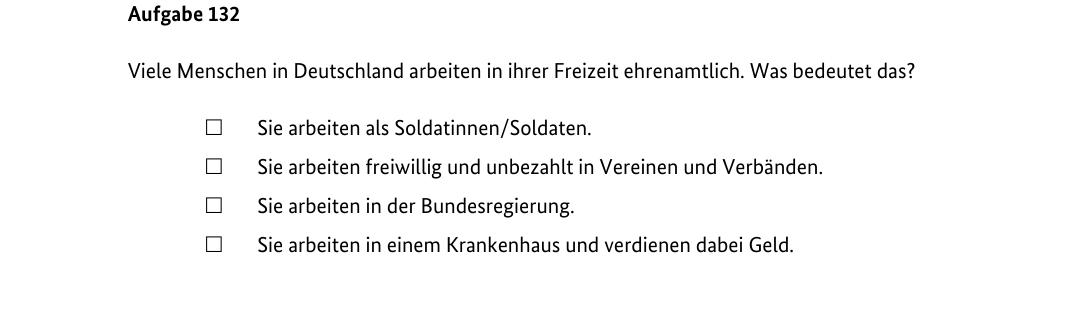 Aufgabe 132
Viele Menschen in Deutschland arbeiten in ihrer Freizeit ehrenamtlich. Was bedeutet das?
☐ Sie arbeiten als Soldatinnen/Soldaten.
☐ Sie arbeiten freiwillig und unbezahlt in Vereinen und Verbänden.
☐ Sie arbeiten in der Bundesregierung.
☐ Sie arbeiten in einem Krankenhaus und verdienen dabei Geld.